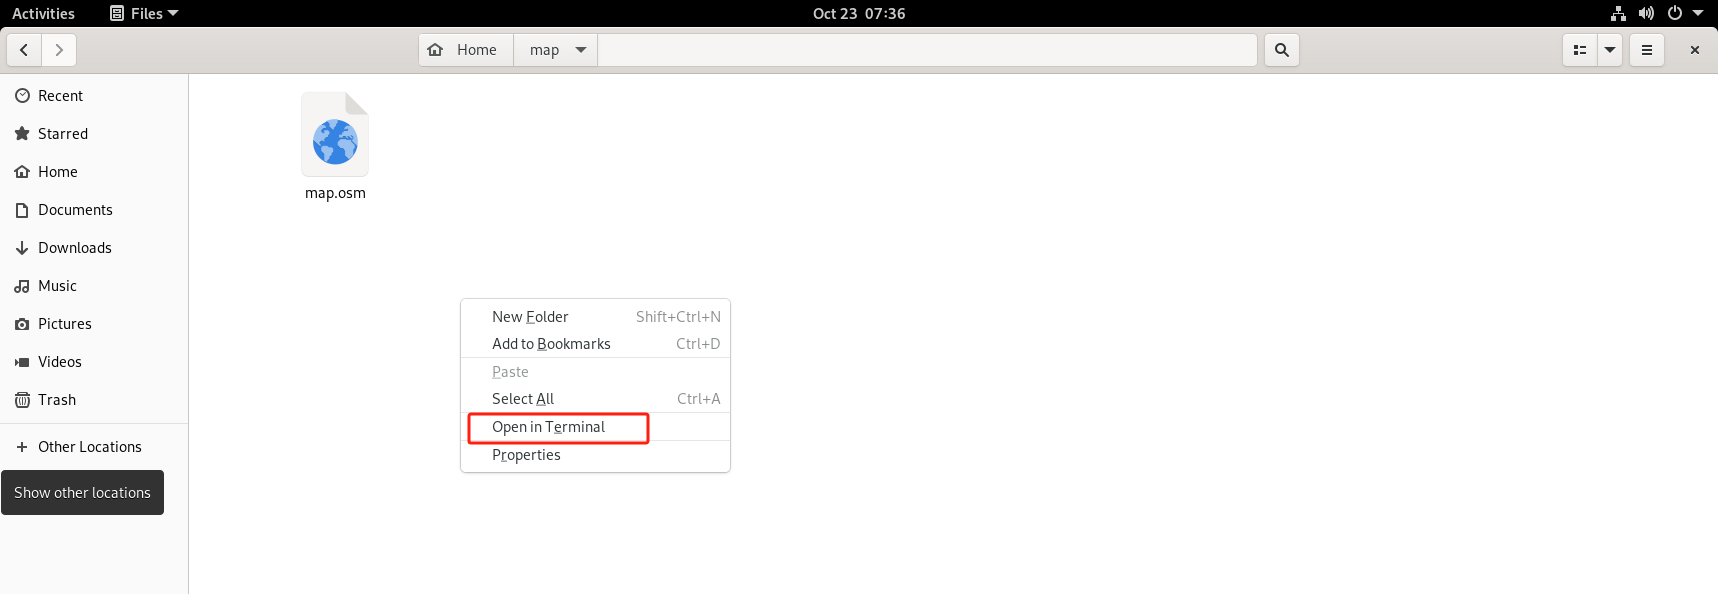 Activities Files Oct 23 07:36
Home map
Recent
Starred
Home
Documents
Downloads
Music
Pictures
Videos
Trash
Other Locations
Show other locations
map.osm
New Folder Shift+Ctrl+N
Add to Bookmarks Ctrl+D
Paste
Select All Ctrl+A
Open in Terminal
Properties